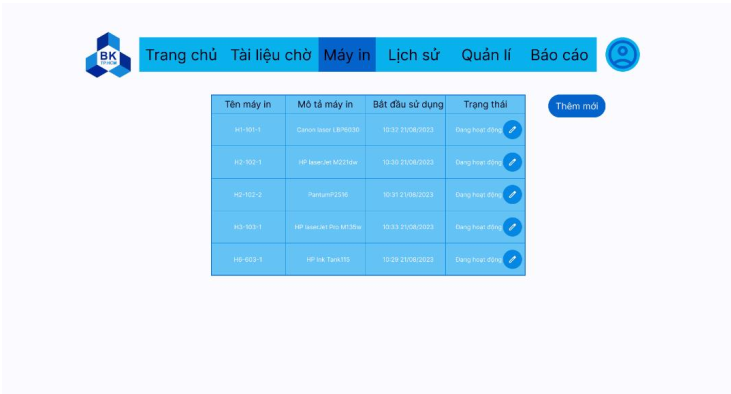 BK
TP.HCM
Trang chủ Tài liệu chờ Máy in Lịch sử Quản lí Báo cáo
Tên máy in Mô tả máy in Bắt đầu sử dụng Trạng thái
Thêm mới
H1-101-1 Canon laser LBP6030 10:32 21/08/2023 Đang hoạt động
H2-102-1 HP laserJet M221dw 10:30 21/08/2023 Đang hoạt động
H2-102-2 PantumP2516 10:31 21/08/2023 Đang hoạt động
H3-103-1 HP laserJet Pro 10:33 21/08/2023 Đang hoạt động
H6-603-1 HP Ink Tank115 10:29 21/08/2023 Đang hoạt động